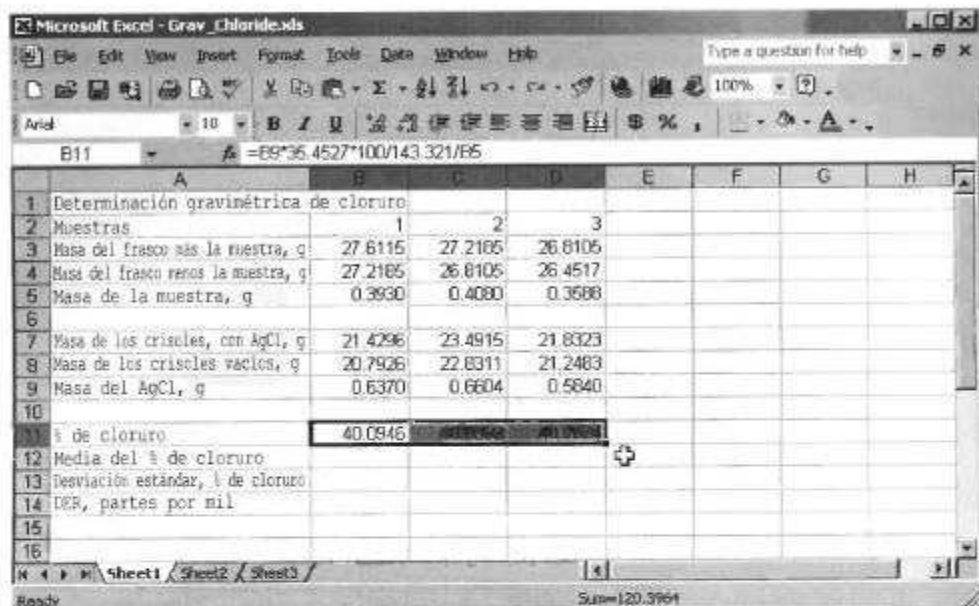 Microsoft Excel - Grav_Chloride.xls
File Edit View Insert Format Tools Data Window Help Type a question for help
100%
Arial 10 B I U $ % ,
B11 fx =B9*35.4527*100/143.321/B5
A B C D E F G H
1 Determinación gravimétrica de cloruro
2 Muestras 1 2 3
3 Masa del frasco más la muestra, g 27.6115 27.2185 26.8105
4 Masa del frasco menos la muestra, g 27.2185 26.8105 26.4517
5 Masa de la muestra, g 0.3930 0.4080 0.3588
6
7 Masa de los crisoles, con AgCl, g 21.4296 23.4915 21.8323
8 Masa de los crisoles vacíos, g 20.7926 22.8311 21.2483
9 Masa del AgCl, g 0.6370 0.6604 0.5840
10
11 % de cloruro 40.0946
12 Media del % de cloruro
13 Desviación estándar, % de cloruro
14 DER, partes por mil
15
16
Sheet1 Sheet2 Sheet3
Ready Sum=120.3964